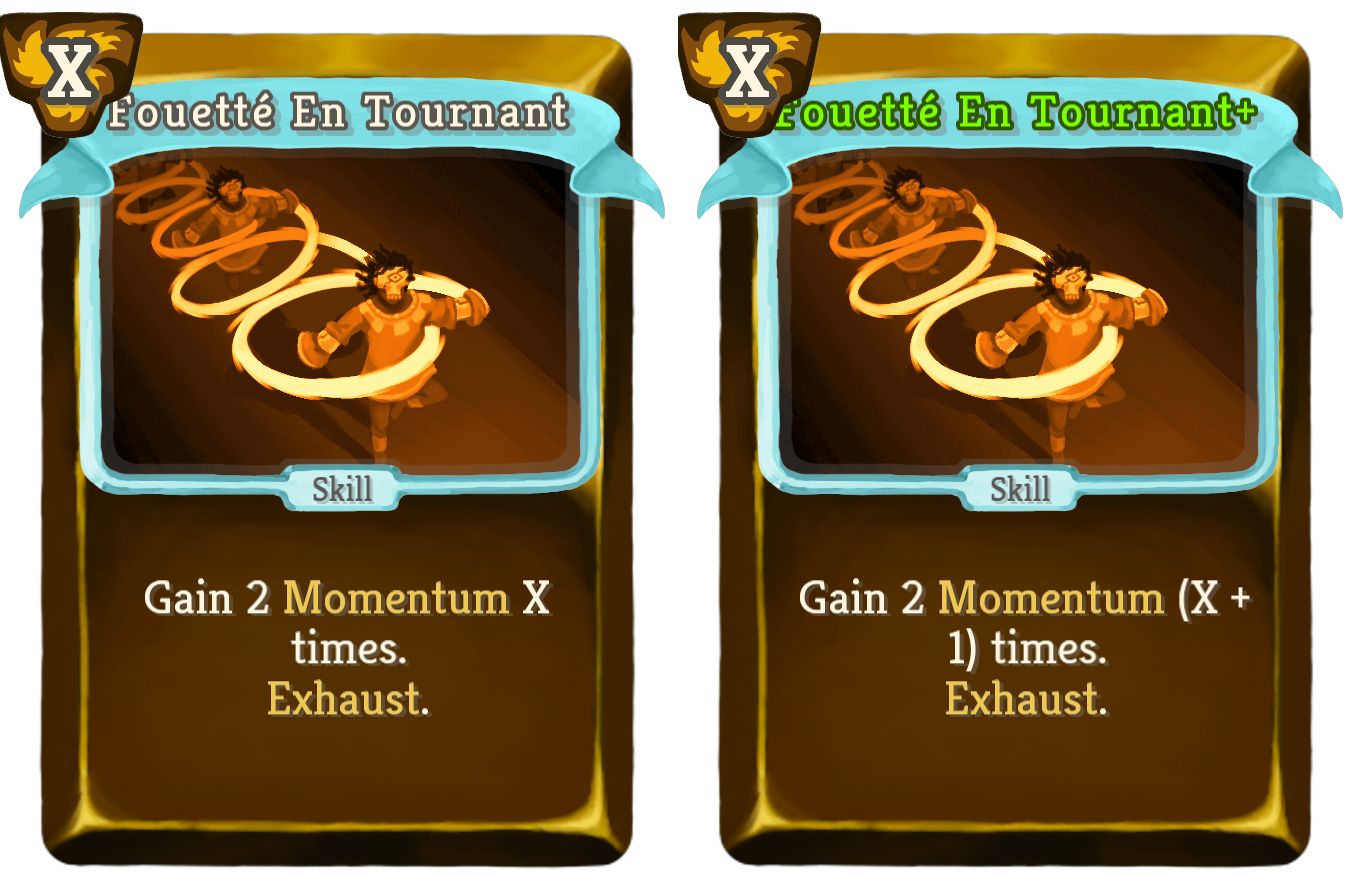 X
Fouetté En Tournant
Skill
Gain 2 Momentum X
times.
Exhaust.
X
Fouetté En Tournant+
Skill
Gain 2 Momentum (X +
1) times.
Exhaust.